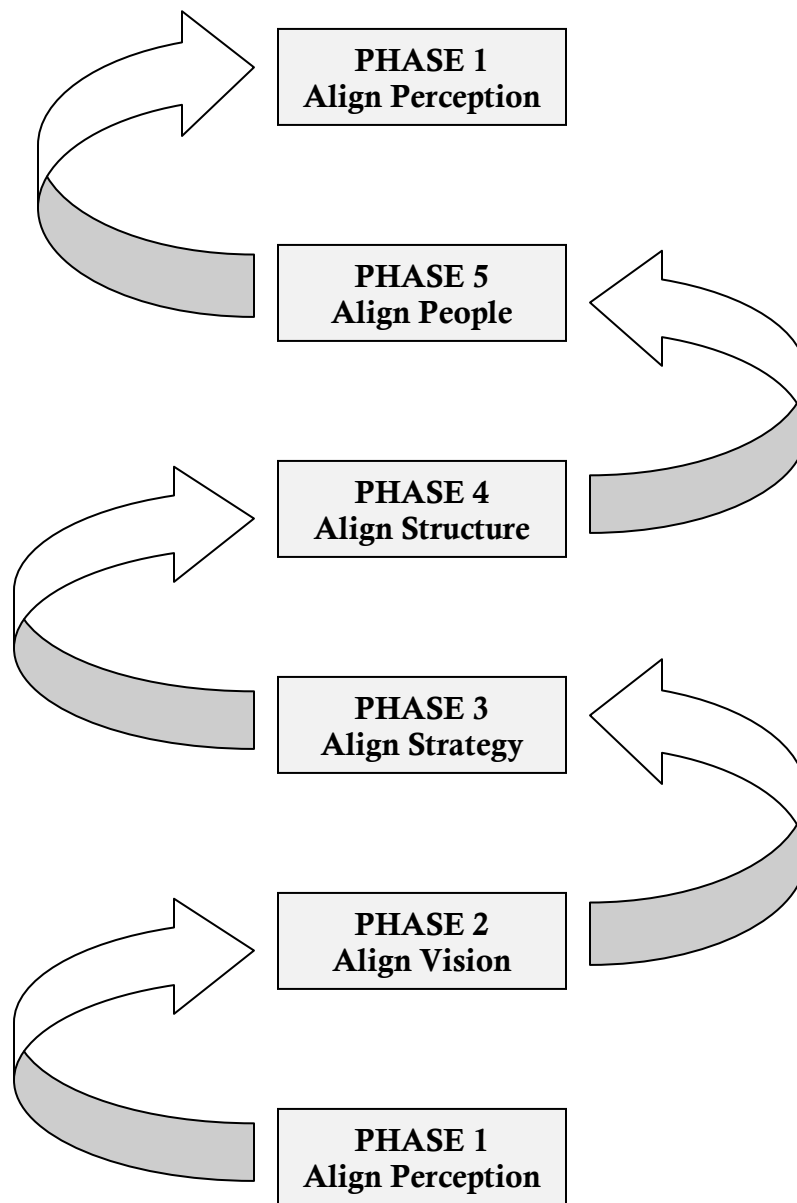 PHASE 1
Align Perception
PHASE 5
Align People
PHASE 4
Align Structure
PHASE 3
Align Strategy
PHASE 2
Align Vision
PHASE 1
Align Perception